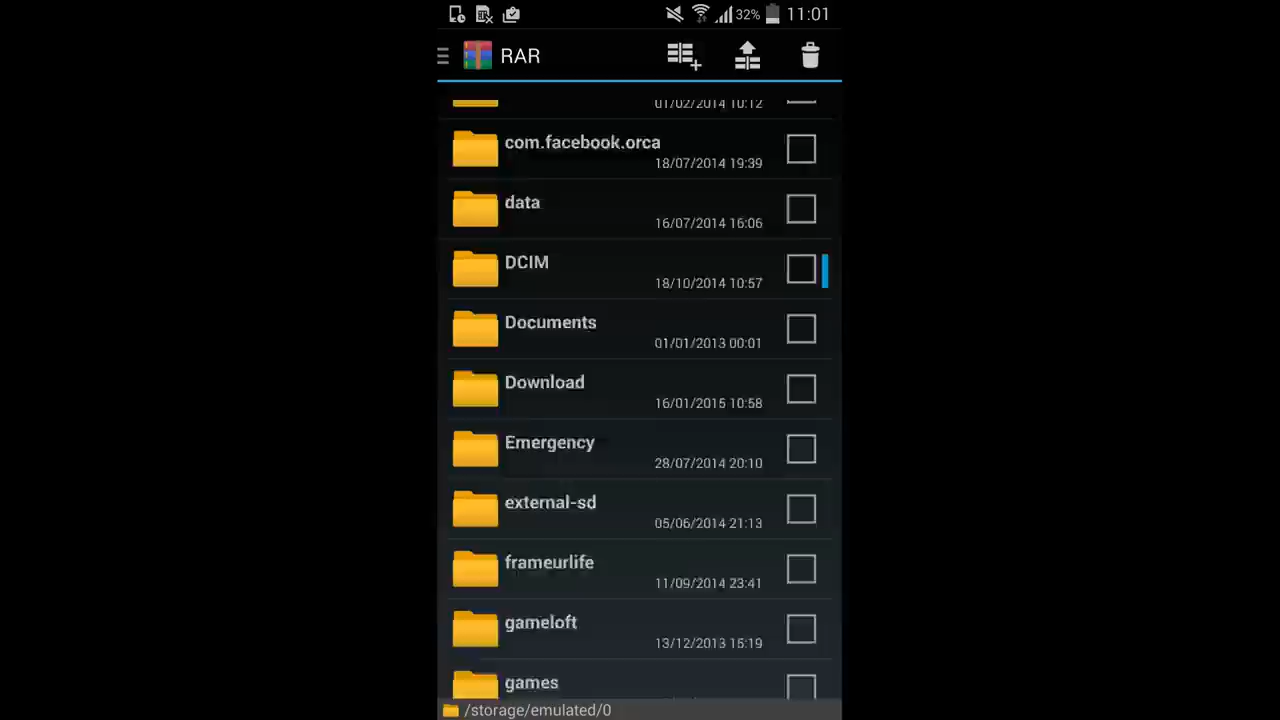 32% 11:01
RAR
01/02/2014 10:12
com.facebook.orca
18/07/2014 19:39
data
16/07/2014 16:06
DCIM
18/10/2014 10:57
Documents
01/01/2013 00:01
Download
16/01/2015 10:58
Emergency
28/07/2014 20:10
external-sd
05/06/2014 21:13
frameurlife
11/09/2014 23:41
gameloft
13/12/2013 15:19
games
/storage/emulated/0